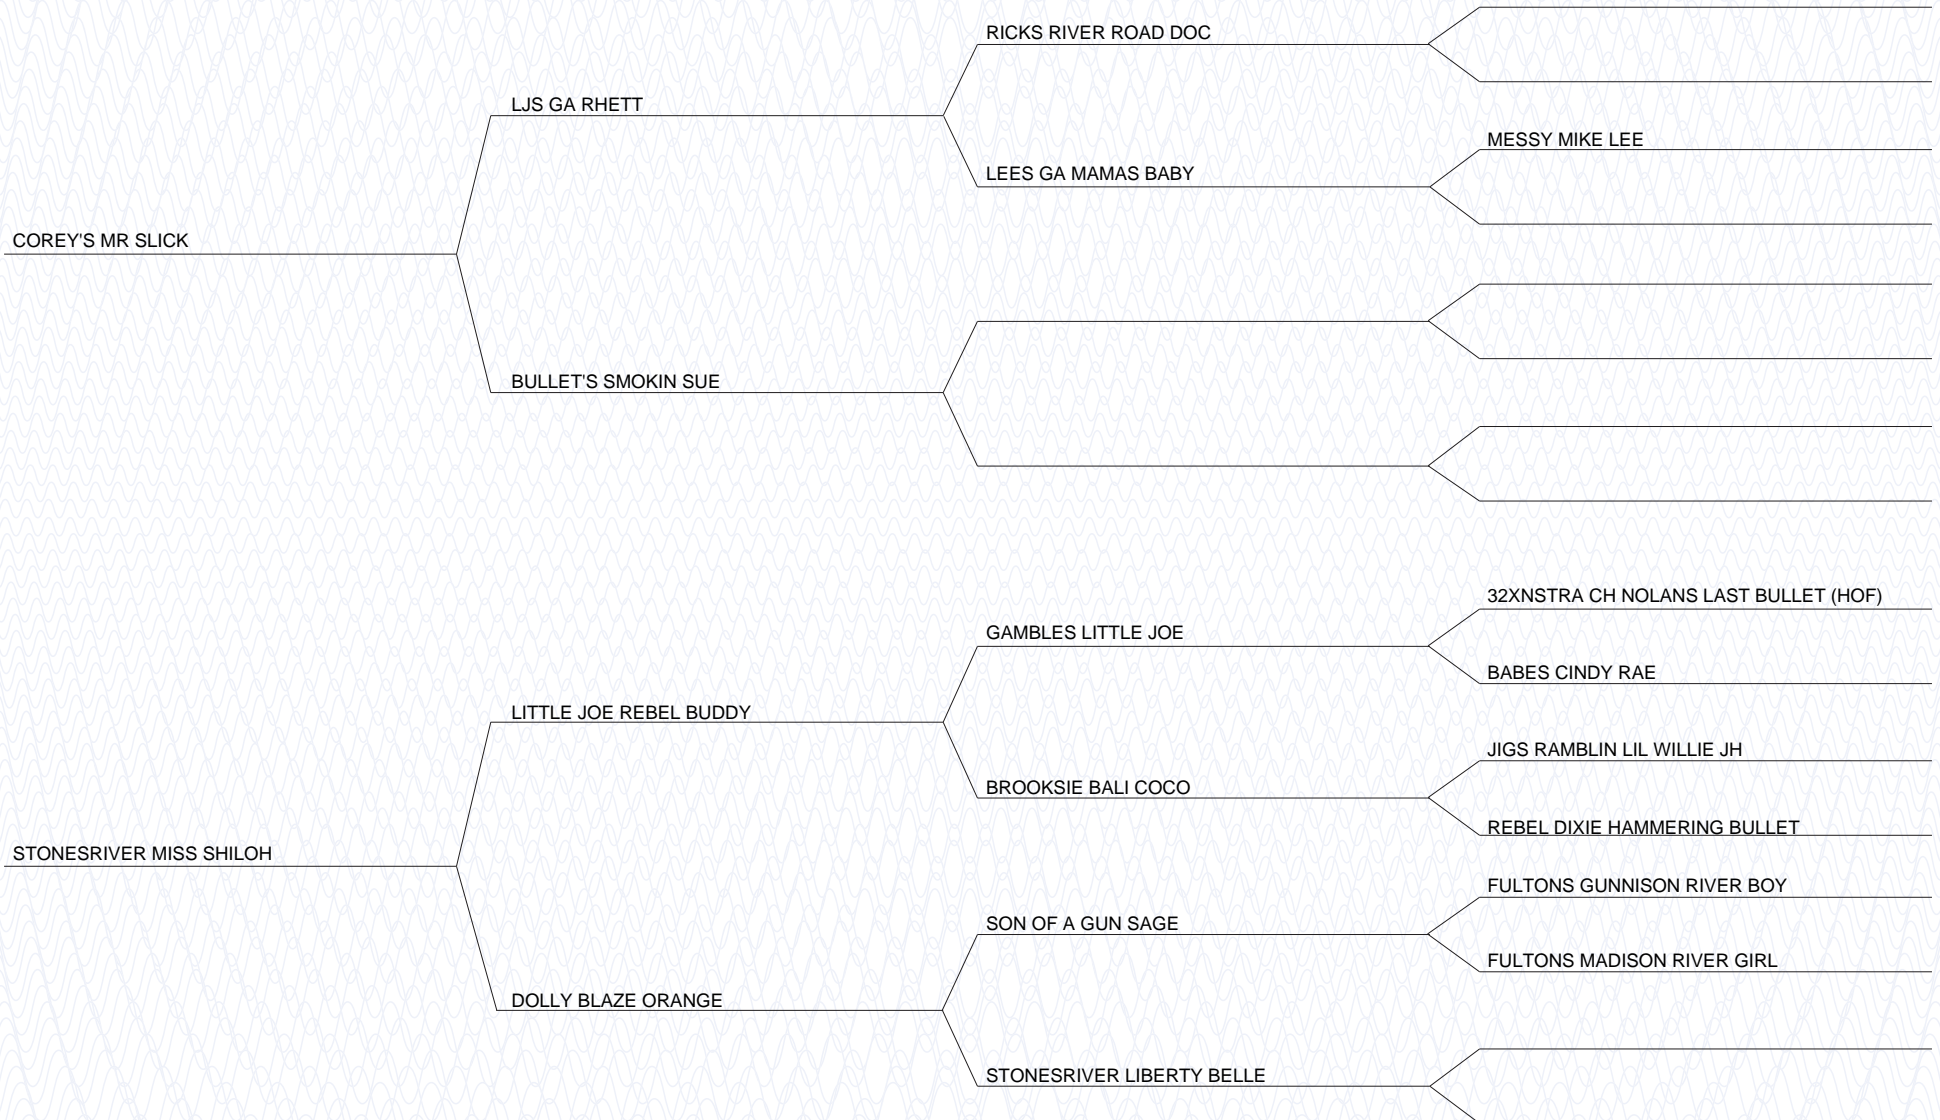 RICKS RIVER ROAD DOC
LJS GA RHETT
MESSY MIKE LEE
LEES GA MAMAS BABY
COREY'S MR SLICK
BULLET'S SMOKIN SUE
32XNSTRA CH NOLANS LAST BULLET (HOF)
GAMBLES LITTLE JOE
BABES CINDY RAE
LITTLE JOE REBEL BUDDY
JIGS RAMBLIN LIL WILLIE JH
BROOKSIE BALI COCO
REBEL DIXIE HAMMERING BULLET
STONESRIVER MISS SHILOH
FULTONS GUNNISON RIVER BOY
SON OF A GUN SAGE
FULTONS MADISON RIVER GIRL
DOLLY BLAZE ORANGE
STONESRIVER LIBERTY BELLE